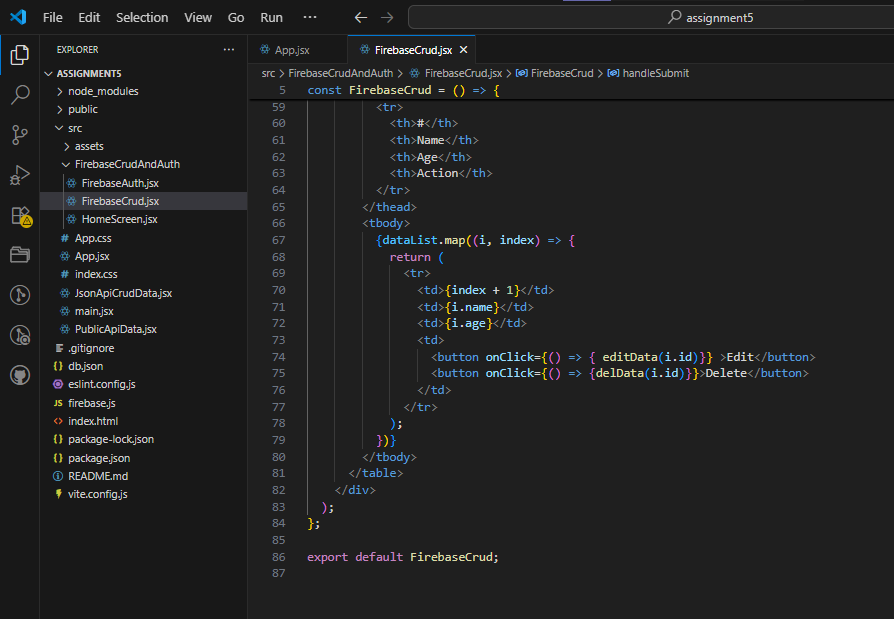 File Edit Selection View Go Run ··· ← → assignment5
EXPLORER ···
ASSIGNMENT5
node_modules
public
src
assets
FirebaseCrudAndAuth
FirebaseAuth.jsx
FirebaseCrud.jsx
HomeScreen.jsx
# App.css
App.jsx
# index.css
JsonApiCrudData.jsx
main.jsx
PublicApiData.jsx
.gitignore
{} db.json
eslint.config.js
JS firebase.js
<> index.html
{} package-lock.json
{} package.json
README.md
vite.config.js
App.jsx FirebaseCrud.jsx ×
src > FirebaseCrudAndAuth > FirebaseCrud.jsx > FirebaseCrud > handleSubmit
5 const FirebaseCrud = () => {
59 <tr>
60 <th>#</th>
61 <th>Name</th>
62 <th>Age</th>
63 <th>Action</th>
64 </tr>
65 </thead>
66 <tbody>
67 {dataList.map((i, index) => {
68 return (
69 <tr>
70 <td>{index + 1}</td>
71 <td>{i.name}</td>
72 <td>{i.age}</td>
73 <td>
74 <button onClick={() => { editData(i.id)}} >Edit</button>
75 <button onClick={() => {delData(i.id)}}>Delete</button>
76 </td>
77 </tr>
78 );
79 })}
80 </tbody>
81 </table>
82 </div>
83 );
84 };
85
86 export default FirebaseCrud;
87